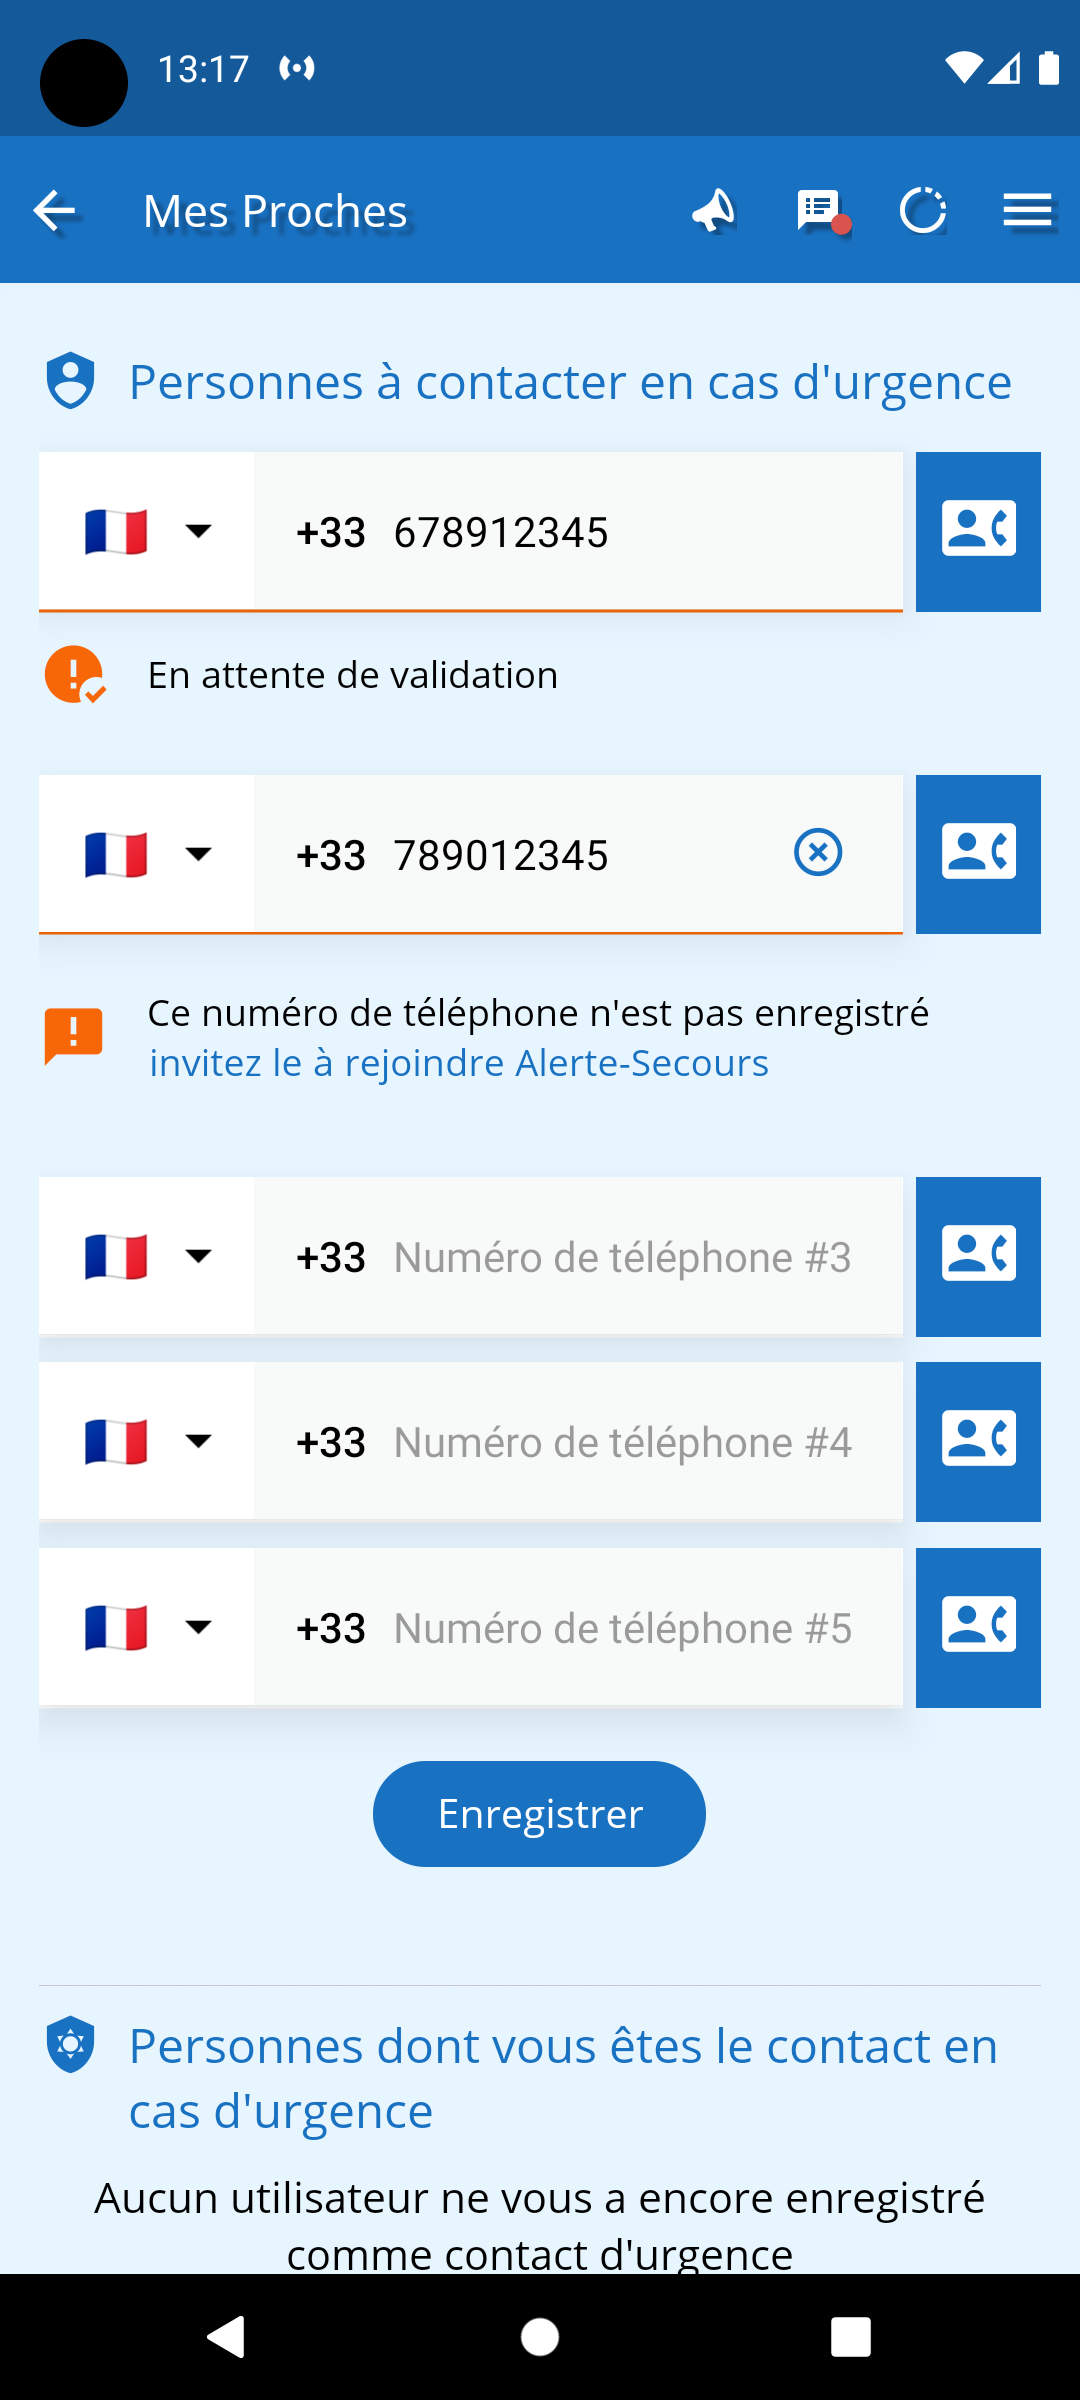 13:17
Mes Proches
Personnes à contacter en cas d'urgence
+33 678912345
En attente de validation
+33 789012345
Ce numéro de téléphone n'est pas enregistré
invitez le à rejoindre Alerte-Secours
+33 Numéro de téléphone #3
+33 Numéro de téléphone #4
+33 Numéro de téléphone #5
Enregistrer
Personnes dont vous êtes le contact en
cas d'urgence
Aucun utilisateur ne vous a encore enregistré
comme contact d'urgence